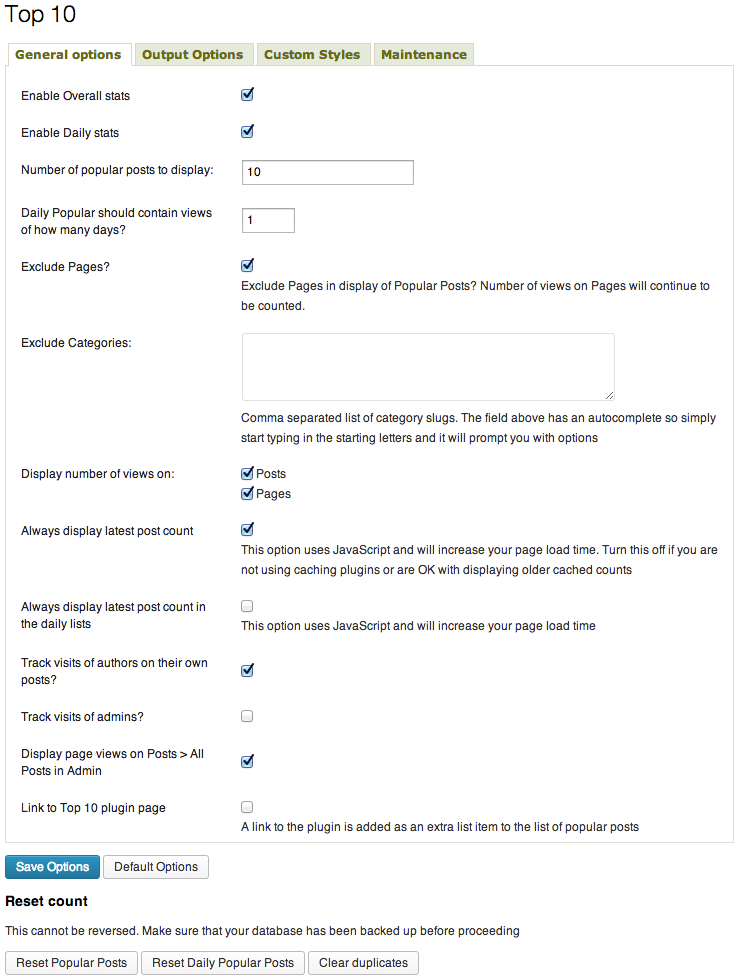 Top 10
General options
Output Options
Custom Styles
Maintenance
Enable Overall stats
Enable Daily stats
Number of popular posts to display:
10
Daily Popular should contain views
of how many days?
1
Exclude Pages?
Exclude Pages in display of Popular Posts? Number of views on Pages will continue to
be counted.
Exclude Categories:
Comma separated list of category slugs. The field above has an autocomplete so simply
start typing in the starting letters and it will prompt you with options
Display number of views on:
Posts
Pages
Always display latest post count
This option uses JavaScript and will increase your page load time. Turn this off if you are
not using caching plugins or are OK with displaying older cached counts
Always display latest post count in
the daily lists
This option uses JavaScript and will increase your page load time
Track visits of authors on their own
posts?
Track visits of admins?
Display page views on Posts > All
Posts in Admin
Link to Top 10 plugin page
A link to the plugin is added as an extra list item to the list of popular posts
Save Options
Default Options
Reset count
This cannot be reversed. Make sure that your database has been backed up before proceeding
Reset Popular Posts
Reset Daily Popular Posts
Clear duplicates